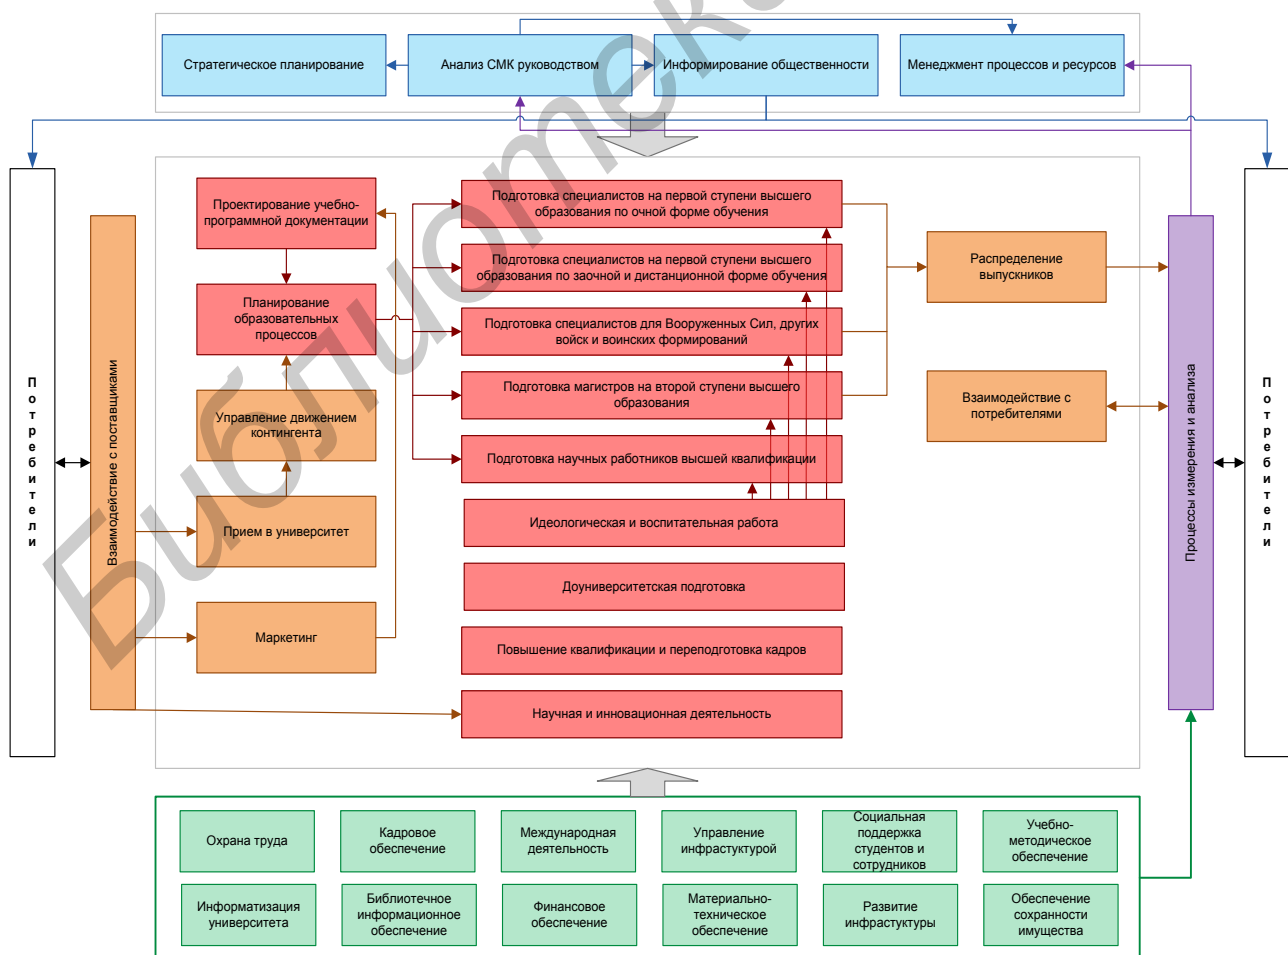 Стратегическое планирование
Анализ СМК руководством
Информирование общественности
Менеджмент процессов и ресурсов
Потребители
Взаимодействие с поставщиками
Проектирование учебно-
программной документации
Планирование
образовательных
процессов
Управление движением
контингента
Прием в университет
Маркетинг
Подготовка специалистов на первой ступени высшего
образования по очной форме обучения
Подготовка специалистов на первой ступени высшего
образования по заочной и дистанционной форме обучения
Подготовка специалистов для Вооруженных Сил, других
войск и воинских формирований
Подготовка магистров на второй ступени высшего
образования
Подготовка научных работников высшей квалификации
Идеологическая и воспитательная работа
Доуниверситетская подготовка
Повышение квалификации и переподготовка кадров
Научная и инновационная деятельность
Распределение
выпускников
Взаимодействие с
потребителями
Процессы измерения и анализа
Потребители
Охрана труда
Кадровое
обеспечение
Международная
деятельность
Управление
инфрастуктурой
Социальная
поддержка
студентов и
сотрудников
Учебно-
методическое
обеспечение
Информатизация
университета
Библиотечное
информационное
обеспечение
Финансовое
обеспечение
Материально-
техническое
обеспечение
Развитие
инфрастуктуры
Обеспечение
сохранности
имущества
Библиотека